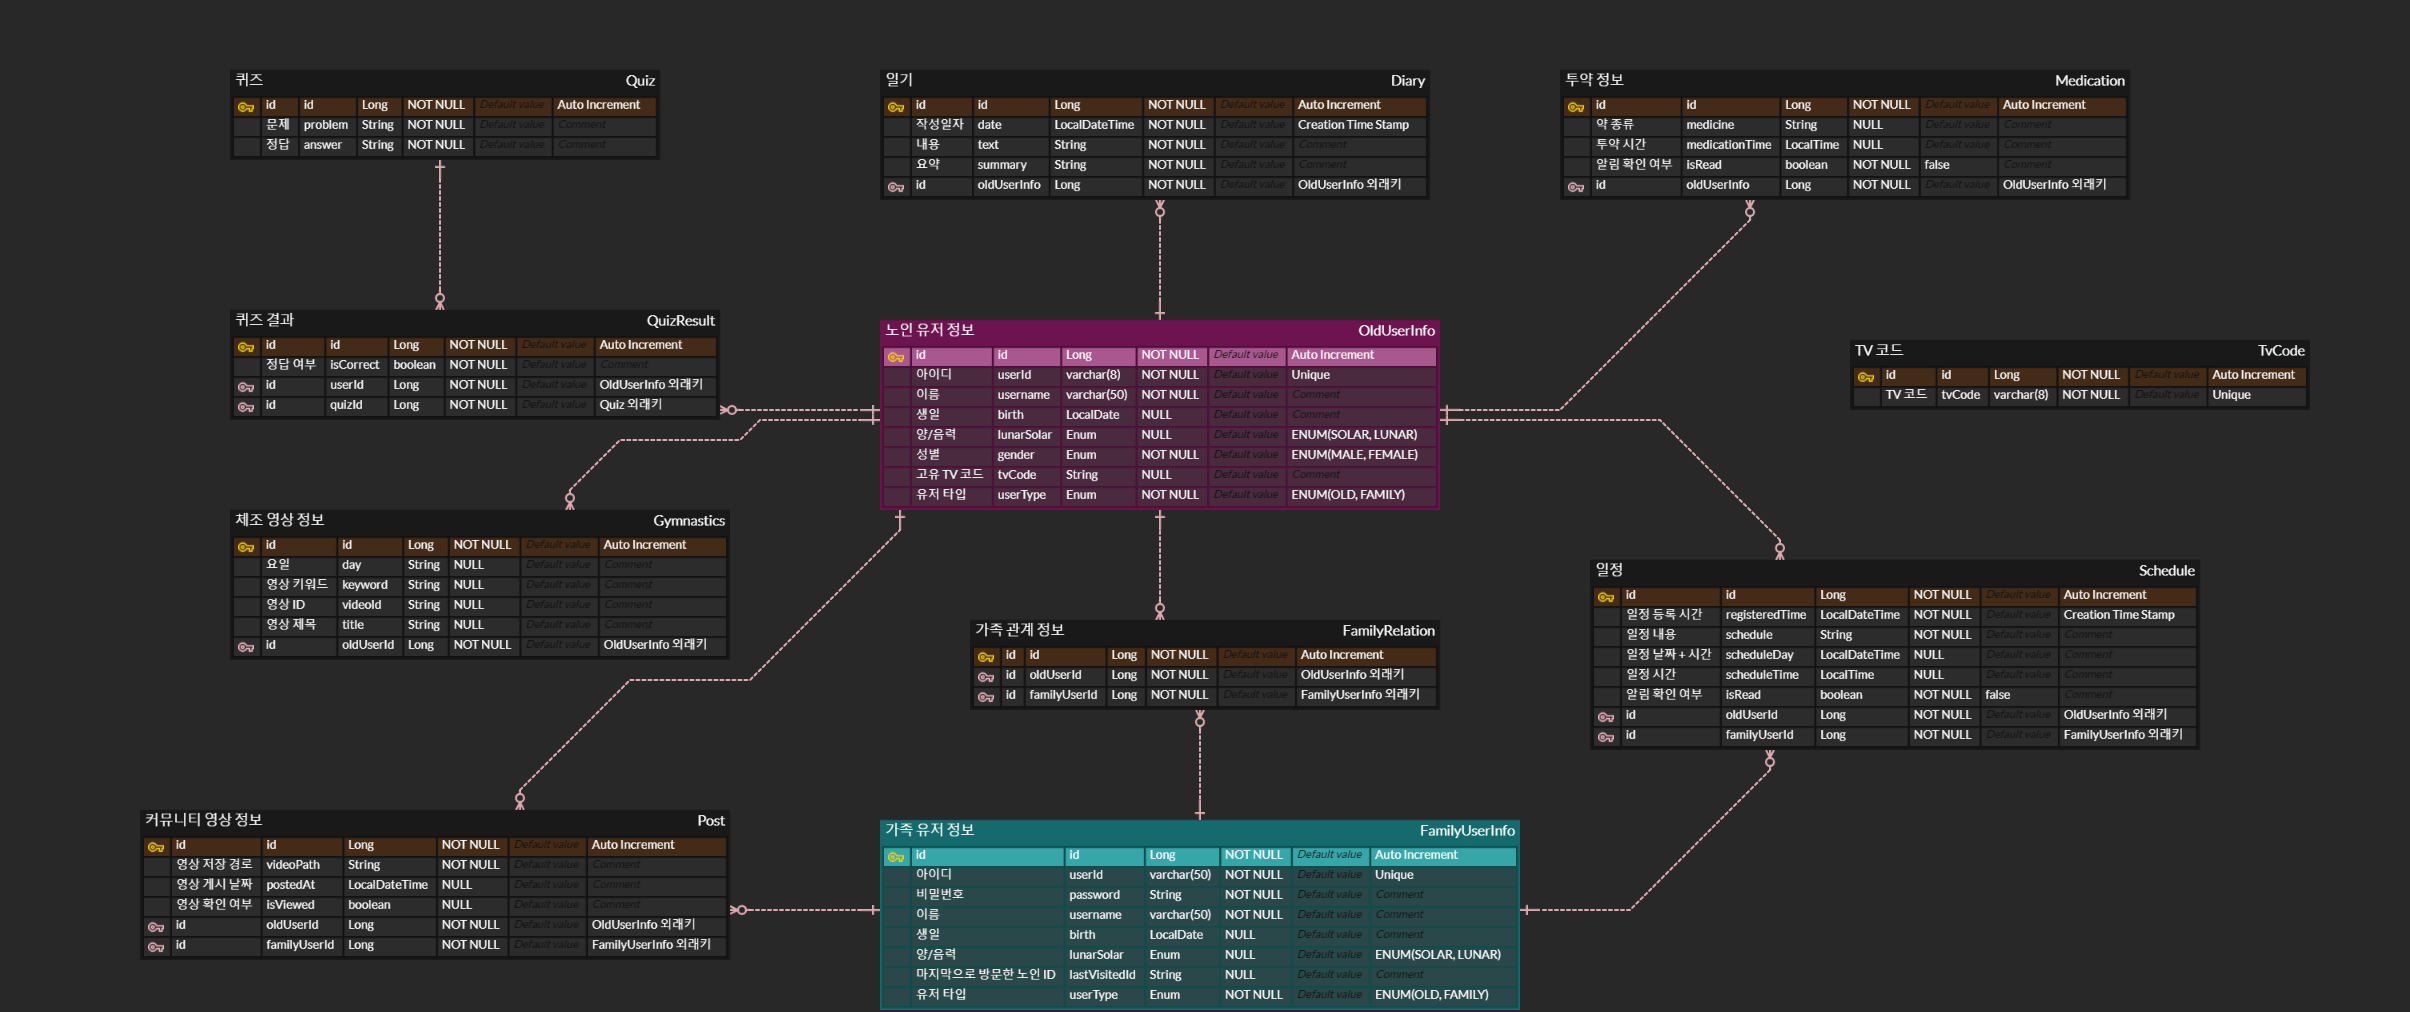 퀴즈 Quiz
id id Long NOT NULL Default value Auto Increment
문제 problem String NOT NULL Default value Comment
정답 answer String NOT NULL Default value Comment
일기 Diary
id id Long NOT NULL Default value Auto Increment
작성일자 date LocalDateTime NOT NULL Default value Creation Time Stamp
내용 text String NOT NULL Default value Comment
요약 summary String NOT NULL Default value Comment
id oldUserInfo Long NOT NULL Default value OldUserInfo 외래키
투약 정보 Medication
id id Long NOT NULL Default value Auto Increment
약 종류 medicine String NULL Default value Comment
투약 시간 medicationTime LocalTime NULL Default value Comment
알림 확인 여부 isRead boolean NOT NULL false Comment
id oldUserInfo Long NOT NULL Default value OldUserInfo 외래키
퀴즈 결과 QuizResult
id id Long NOT NULL Default value Auto Increment
정답 여부 isCorrect boolean NOT NULL Default value Comment
id userId Long NOT NULL Default value OldUserInfo 외래키
id quizId Long NOT NULL Default value Quiz 외래키
노인 유저 정보 OldUserInfo
id id Long NOT NULL Default value Auto Increment
아이디 userId varchar(8) NOT NULL Default value Unique
이름 username varchar(50) NOT NULL Default value Comment
생일 birth LocalDate NULL Default value Comment
양/음력 lunarSolar Enum NULL Default value ENUM(SOLAR, LUNAR)
성별 gender Enum NOT NULL Default value ENUM(MALE, FEMALE)
고유 TV 코드 tvCode String NULL Default value Comment
유저 타입 userType Enum NOT NULL Default value ENUM(OLD, FAMILY)
TV 코드 TvCode
id id Long NOT NULL Default value Auto Increment
TV 코드 tvCode varchar(8) NOT NULL Default value Unique
체조 영상 정보 Gymnastics
id id Long NOT NULL Default value Auto Increment
요일 day String NULL Default value Comment
영상 키워드 keyword String NULL Default value Comment
영상 ID videoId String NULL Default value Comment
영상 제목 title String NULL Default value Comment
id oldUserId Long NOT NULL Default value OldUserInfo 외래키
가족 관계 정보 FamilyRelation
id id Long NOT NULL Default value Auto Increment
id oldUserId Long NOT NULL Default value OldUserInfo 외래키
id familyUserId Long NOT NULL Default value FamilyUserInfo 외래키
일정 Schedule
id id Long NOT NULL Default value Auto Increment
일정 등록 시간 registeredTime LocalDateTime NOT NULL Default value Creation Time Stamp
일정 내용 schedule String NOT NULL Default value Comment
일정 날짜 + 시간 scheduleDay LocalDateTime NULL Default value Comment
일정 시간 scheduleTime LocalTime NULL Default value Comment
알림 확인 여부 isRead boolean NOT NULL false Comment
id oldUserId Long NOT NULL Default value OldUserInfo 외래키
id familyUserId Long NOT NULL Default value FamilyUserInfo 외래키
커뮤니티 영상 정보 Post
id id Long NOT NULL Default value Auto Increment
영상 저장 경로 videoPath String NOT NULL Default value Comment
영상 게시 날짜 postedAt LocalDateTime NULL Default value Comment
영상 확인 여부 isViewed boolean NULL Default value Comment
id oldUserId Long NOT NULL Default value OldUserInfo 외래키
id familyUserId Long NOT NULL Default value FamilyUserInfo 외래키
가족 유저 정보 FamilyUserInfo
id id Long NOT NULL Default value Auto Increment
아이디 userId varchar(50) NOT NULL Default value Unique
비밀번호 password String NOT NULL Default value Comment
이름 username varchar(50) NOT NULL Default value Comment
생일 birth LocalDate NULL Default value Comment
양/음력 lunarSolar Enum NULL Default value ENUM(SOLAR, LUNAR)
마지막으로 방문한 노인 ID lastVisitedId String NULL Default value Comment
유저 타입 userType Enum NOT NULL Default value ENUM(OLD, FAMILY)